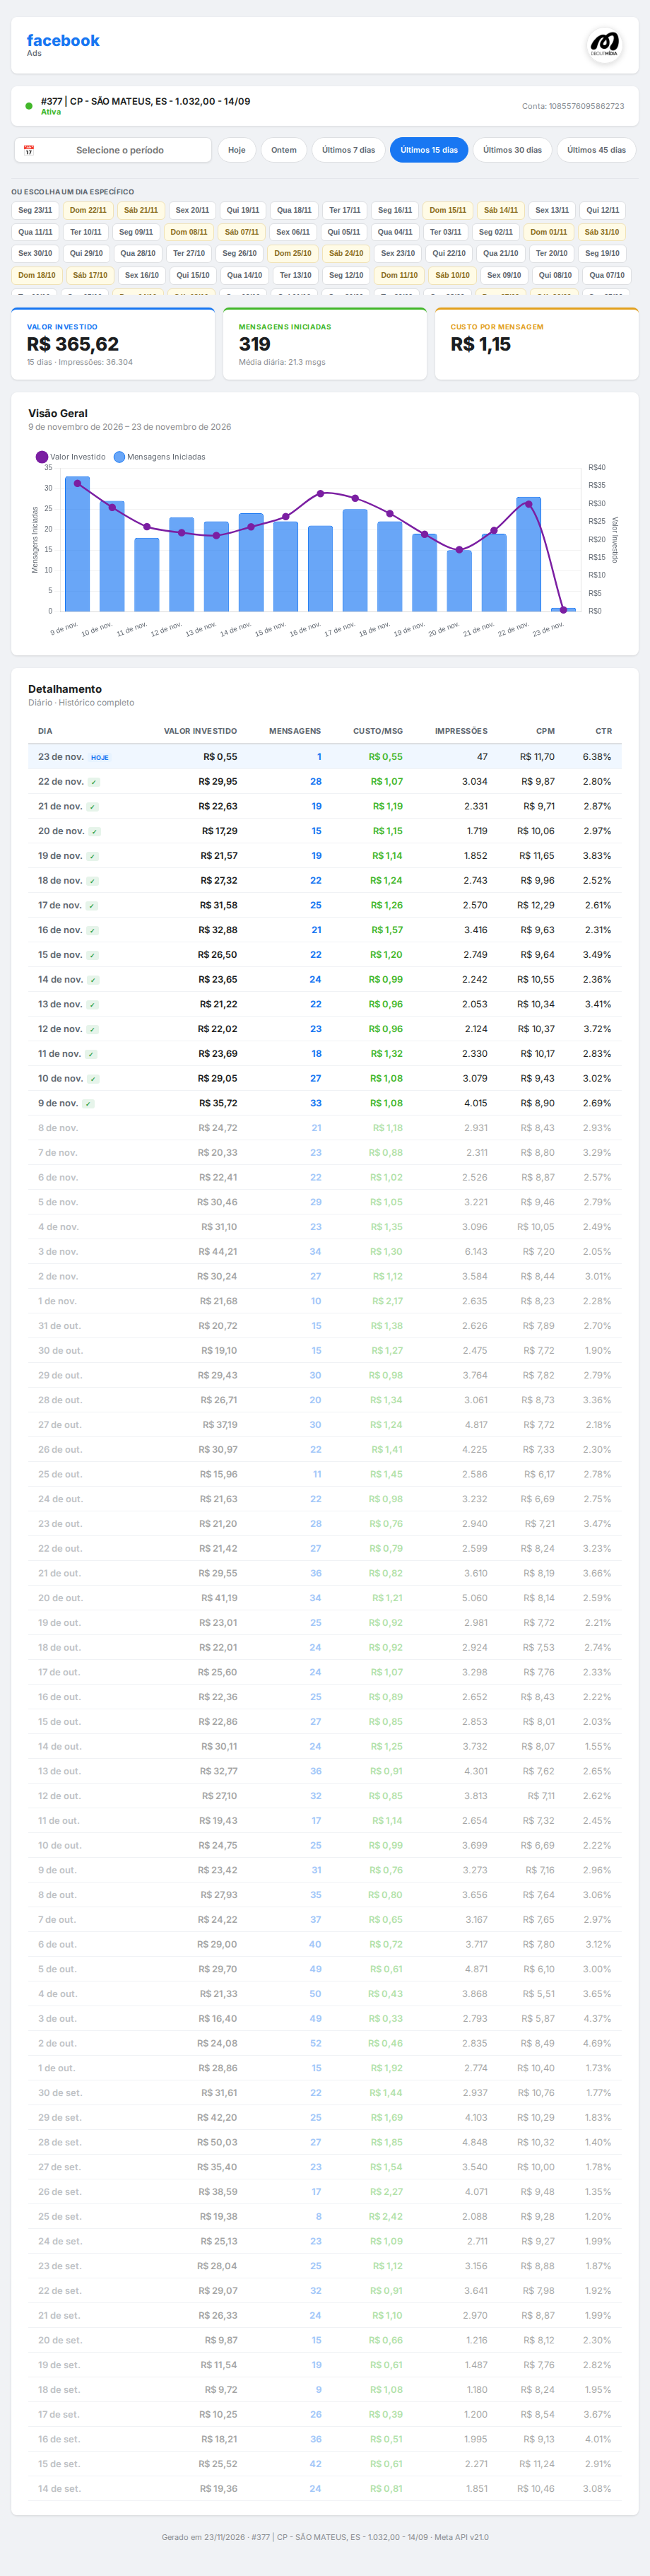 facebook
Ads
DROUTMÍDIA
#377 | CP - SÃO MATEUS, ES - 1.032,00 - 14/09
Ativa
Conta: 1085576095862723
📅 Selecione o período Hoje Ontem Últimos 7 dias Últimos 15 dias Últimos 30 dias Últimos 45 dias
OU ESCOLHA UM DIA ESPECÍFICO
Seg 23/11 Dom 22/11 Sáb 21/11 Sex 20/11 Qui 19/11 Qua 18/11 Ter 17/11 Seg 16/11 Dom 15/11 Sáb 14/11 Sex 13/11 Qui 12/11
Qua 11/11 Ter 10/11 Seg 09/11 Dom 08/11 Sáb 07/11 Sex 06/11 Qui 05/11 Qua 04/11 Ter 03/11 Seg 02/11 Dom 01/11 Sáb 31/10
Sex 30/10 Qui 29/10 Qua 28/10 Ter 27/10 Seg 26/10 Dom 25/10 Sáb 24/10 Sex 23/10 Qui 22/10 Qua 21/10 Ter 20/10 Seg 19/10
Dom 18/10 Sáb 17/10 Sex 16/10 Qui 15/10 Qua 14/10 Ter 13/10 Seg 12/10 Dom 11/10 Sáb 10/10 Sex 09/10 Qui 08/10 Qua 07/10
VALOR INVESTIDO
R$ 365,62
15 dias · Impressões: 36.304
MENSAGENS INICIADAS
319
Média diária: 21.3 msgs
CUSTO POR MENSAGEM
R$ 1,15
Visão Geral
9 de novembro de 2026 – 23 de novembro de 2026
Valor Investido Mensagens Iniciadas
Mensagens Iniciadas
35
30
25
20
15
10
5
0
R$40
R$35
R$30
R$25
R$20
R$15
R$10
R$5
R$0
Valor Investido
9 de nov. 10 de nov. 11 de nov. 12 de nov. 13 de nov. 14 de nov. 15 de nov. 16 de nov. 17 de nov. 18 de nov. 19 de nov. 20 de nov. 21 de nov. 22 de nov. 23 de nov.
Detalhamento
Diário · Histórico completo
DIA VALOR INVESTIDO MENSAGENS CUSTO/MSG IMPRESSÕES CPM CTR
23 de nov. HOJE R$ 0,55 1 R$ 0,55 47 R$ 11,70 6.38%
22 de nov. ✓ R$ 29,95 28 R$ 1,07 3.034 R$ 9,87 2.80%
21 de nov. ✓ R$ 22,63 19 R$ 1,19 2.331 R$ 9,71 2.87%
20 de nov. ✓ R$ 17,29 15 R$ 1,15 1.719 R$ 10,06 2.97%
19 de nov. ✓ R$ 21,57 19 R$ 1,14 1.852 R$ 11,65 3.83%
18 de nov. ✓ R$ 27,32 22 R$ 1,24 2.743 R$ 9,96 2.52%
17 de nov. ✓ R$ 31,58 25 R$ 1,26 2.570 R$ 12,29 2.61%
16 de nov. ✓ R$ 32,88 21 R$ 1,57 3.416 R$ 9,63 2.31%
15 de nov. ✓ R$ 26,50 22 R$ 1,20 2.749 R$ 9,64 3.49%
14 de nov. ✓ R$ 23,65 24 R$ 0,99 2.242 R$ 10,55 2.36%
13 de nov. ✓ R$ 21,22 22 R$ 0,96 2.053 R$ 10,34 3.41%
12 de nov. ✓ R$ 22,02 23 R$ 0,96 2.124 R$ 10,37 3.72%
11 de nov. ✓ R$ 23,69 18 R$ 1,32 2.330 R$ 10,17 2.83%
10 de nov. ✓ R$ 29,05 27 R$ 1,08 3.079 R$ 9,43 3.02%
9 de nov. ✓ R$ 35,72 33 R$ 1,08 4.015 R$ 8,90 2.69%
8 de nov. R$ 24,72 21 R$ 1,18 2.931 R$ 8,43 2.93%
7 de nov. R$ 20,33 23 R$ 0,88 2.311 R$ 8,80 3.29%
6 de nov. R$ 22,41 22 R$ 1,02 2.526 R$ 8,87 2.57%
5 de nov. R$ 30,46 29 R$ 1,05 3.221 R$ 9,46 2.79%
4 de nov. R$ 31,10 23 R$ 1,35 3.096 R$ 10,05 2.49%
3 de nov. R$ 44,21 34 R$ 1,30 6.143 R$ 7,20 2.05%
2 de nov. R$ 30,24 27 R$ 1,12 3.584 R$ 8,44 3.01%
1 de nov. R$ 21,68 10 R$ 2,17 2.635 R$ 8,23 2.28%
31 de out. R$ 20,72 15 R$ 1,38 2.626 R$ 7,89 2.70%
30 de out. R$ 19,10 15 R$ 1,27 2.475 R$ 7,72 1.90%
29 de out. R$ 29,43 30 R$ 0,98 3.764 R$ 7,82 2.79%
28 de out. R$ 26,71 20 R$ 1,34 3.061 R$ 8,73 3.36%
27 de out. R$ 37,19 30 R$ 1,24 4.817 R$ 7,72 2.18%
26 de out. R$ 30,97 22 R$ 1,41 4.225 R$ 7,33 2.30%
25 de out. R$ 15,96 11 R$ 1,45 2.586 R$ 6,17 2.78%
24 de out. R$ 21,63 22 R$ 0,98 3.232 R$ 6,69 2.75%
23 de out. R$ 21,20 28 R$ 0,76 2.940 R$ 7,21 3.47%
22 de out. R$ 21,42 27 R$ 0,79 2.599 R$ 8,24 3.23%
21 de out. R$ 29,55 36 R$ 0,82 3.610 R$ 8,19 3.66%
20 de out. R$ 41,19 34 R$ 1,21 5.060 R$ 8,14 2.59%
19 de out. R$ 23,01 25 R$ 0,92 2.981 R$ 7,72 2.21%
18 de out. R$ 22,01 24 R$ 0,92 2.924 R$ 7,53 2.74%
17 de out. R$ 25,60 24 R$ 1,07 3.298 R$ 7,76 2.33%
16 de out. R$ 22,36 25 R$ 0,89 2.652 R$ 8,43 2.22%
15 de out. R$ 22,86 27 R$ 0,85 2.853 R$ 8,01 2.03%
14 de out. R$ 30,11 24 R$ 1,25 3.732 R$ 8,07 1.55%
13 de out. R$ 32,77 36 R$ 0,91 4.301 R$ 7,62 2.65%
12 de out. R$ 27,10 32 R$ 0,85 3.813 R$ 7,11 2.62%
11 de out. R$ 19,43 17 R$ 1,14 2.654 R$ 7,32 2.45%
10 de out. R$ 24,75 25 R$ 0,99 3.699 R$ 6,69 2.22%
9 de out. R$ 23,42 31 R$ 0,76 3.273 R$ 7,16 2.96%
8 de out. R$ 27,93 35 R$ 0,80 3.656 R$ 7,64 3.06%
7 de out. R$ 24,22 37 R$ 0,65 3.167 R$ 7,65 2.97%
6 de out. R$ 29,00 40 R$ 0,72 3.717 R$ 7,80 3.12%
5 de out. R$ 29,70 49 R$ 0,61 4.871 R$ 6,10 3.00%
4 de out. R$ 21,33 50 R$ 0,43 3.868 R$ 5,51 3.65%
3 de out. R$ 16,40 49 R$ 0,33 2.793 R$ 5,87 4.37%
2 de out. R$ 24,08 52 R$ 0,46 2.835 R$ 8,49 4.69%
1 de out. R$ 28,86 15 R$ 1,92 2.774 R$ 10,40 1.73%
30 de set. R$ 31,61 22 R$ 1,44 2.937 R$ 10,76 1.77%
29 de set. R$ 42,20 25 R$ 1,69 4.103 R$ 10,29 1.83%
28 de set. R$ 50,03 27 R$ 1,85 4.848 R$ 10,32 1.40%
27 de set. R$ 35,40 23 R$ 1,54 3.540 R$ 10,00 1.78%
26 de set. R$ 38,59 17 R$ 2,27 4.071 R$ 9,48 1.35%
25 de set. R$ 19,38 8 R$ 2,42 2.088 R$ 9,28 1.20%
24 de set. R$ 25,13 23 R$ 1,09 2.711 R$ 9,27 1.99%
23 de set. R$ 28,04 25 R$ 1,12 3.156 R$ 8,88 1.87%
22 de set. R$ 29,07 32 R$ 0,91 3.641 R$ 7,98 1.92%
21 de set. R$ 26,33 24 R$ 1,10 2.970 R$ 8,87 1.99%
20 de set. R$ 9,87 15 R$ 0,66 1.216 R$ 8,12 2.30%
19 de set. R$ 11,54 19 R$ 0,61 1.487 R$ 7,76 2.82%
18 de set. R$ 9,72 9 R$ 1,08 1.180 R$ 8,24 1.95%
17 de set. R$ 10,25 26 R$ 0,39 1.200 R$ 8,54 3.67%
16 de set. R$ 18,21 36 R$ 0,51 1.995 R$ 9,13 4.01%
15 de set. R$ 25,52 42 R$ 0,61 2.271 R$ 11,24 2.91%
14 de set. R$ 19,36 24 R$ 0,81 1.851 R$ 10,46 3.08%
Gerado em 23/11/2026 · #377 | CP - SÃO MATEUS, ES - 1.032,00 - 14/09 · Meta API v21.0